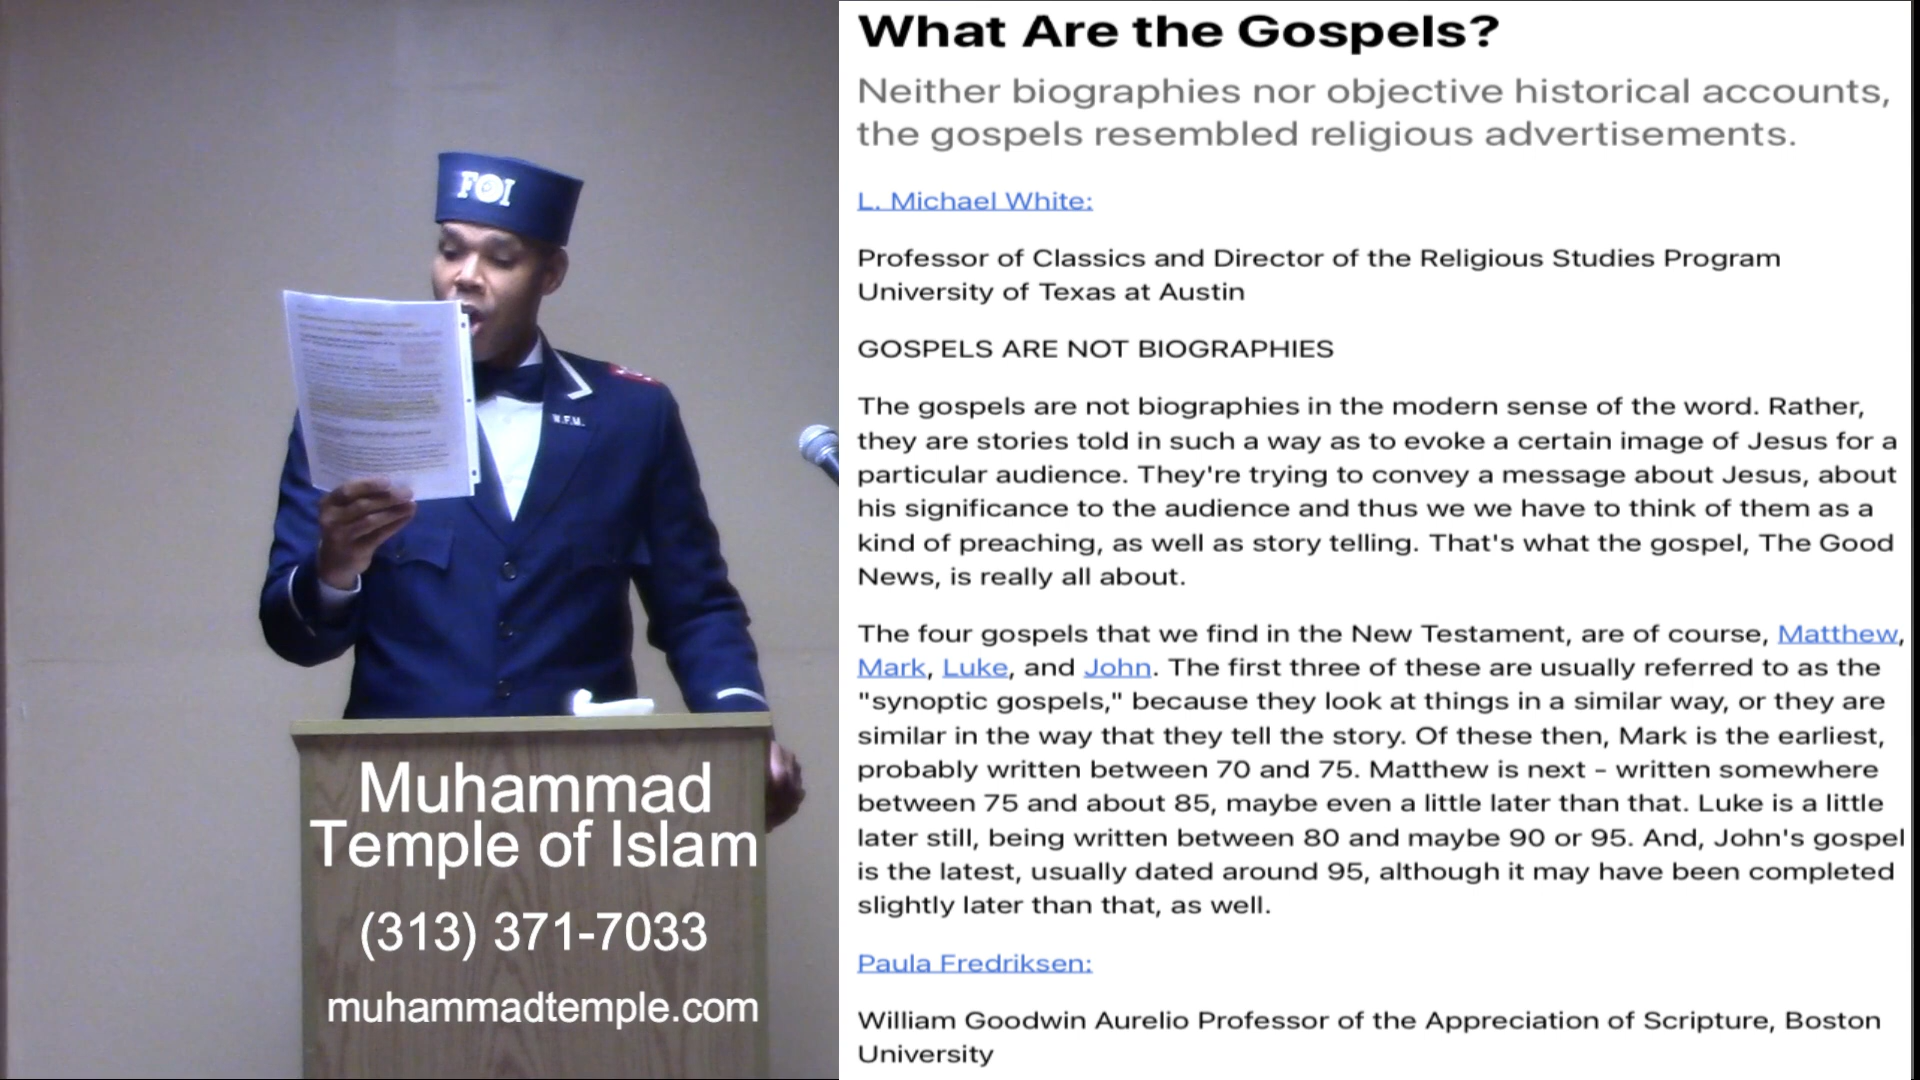 FOI
W.F.M.
Muhammad
Temple of Islam
(313) 371-7033
muhammadtemple.com
What Are the Gospels?
Neither biographies nor objective historical accounts,
the gospels resembled religious advertisements.
L. Michael White:
Professor of Classics and Director of the Religious Studies Program
University of Texas at Austin
GOSPELS ARE NOT BIOGRAPHIES
The gospels are not biographies in the modern sense of the word. Rather,
they are stories told in such a way as to evoke a certain image of Jesus for a
particular audience. They're trying to convey a message about Jesus, about
his significance to the audience and thus we we have to think of them as a
kind of preaching, as well as story telling. That's what the gospel, The Good
News, is really all about.
The four gospels that we find in the New Testament, are of course, Matthew,
Mark, Luke, and John. The first three of these are usually referred to as the
"synoptic gospels," because they look at things in a similar way, or they are
similar in the way that they tell the story. Of these then, Mark is the earliest,
probably written between 70 and 75. Matthew is next – written somewhere
between 75 and about 85, maybe even a little later than that. Luke is a little
later still, being written between 80 and maybe 90 or 95. And, John's gospel
is the latest, usually dated around 95, although it may have been completed
slightly later than that, as well.
Paula Fredriksen:
William Goodwin Aurelio Professor of the Appreciation of Scripture, Boston
University